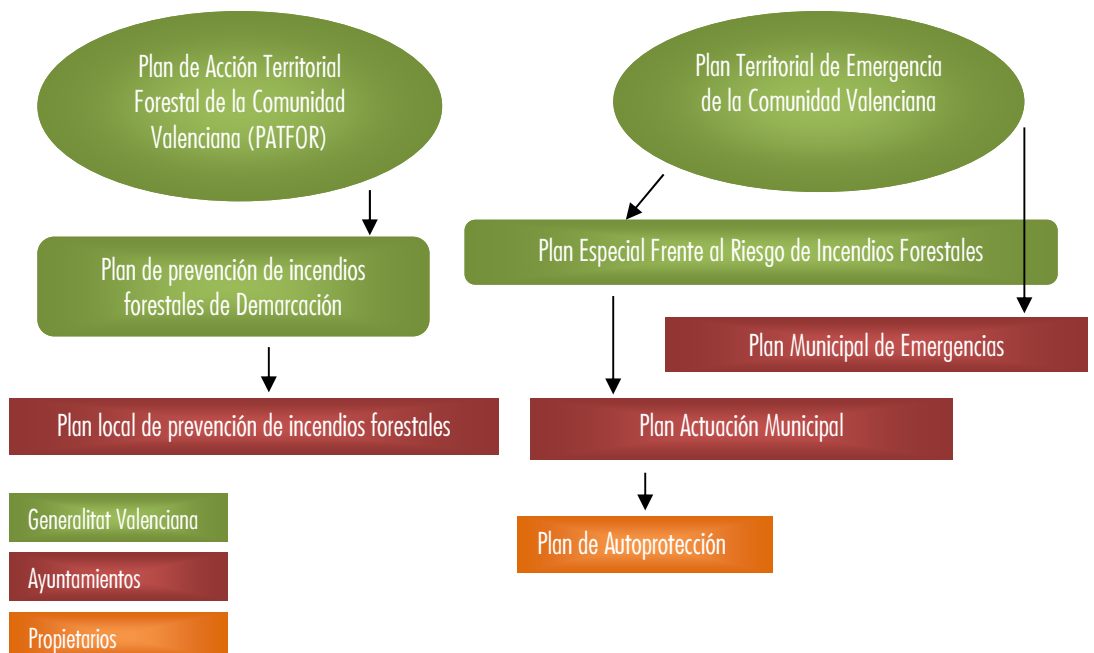 Plan de Acción Territorial
Forestal de la Comunidad
Valenciana (PATFOR)
Plan Territorial de Emergencia
de la Comunidad Valenciana
Plan de prevención de incendios
forestales de Demarcación
Plan Especial Frente al Riesgo de Incendios Forestales
Plan Municipal de Emergencias
Plan local de prevención de incendios forestales
Plan Actuación Municipal
Plan de Autoprotección
Generalitat Valenciana
Ayuntamientos
Propietarios